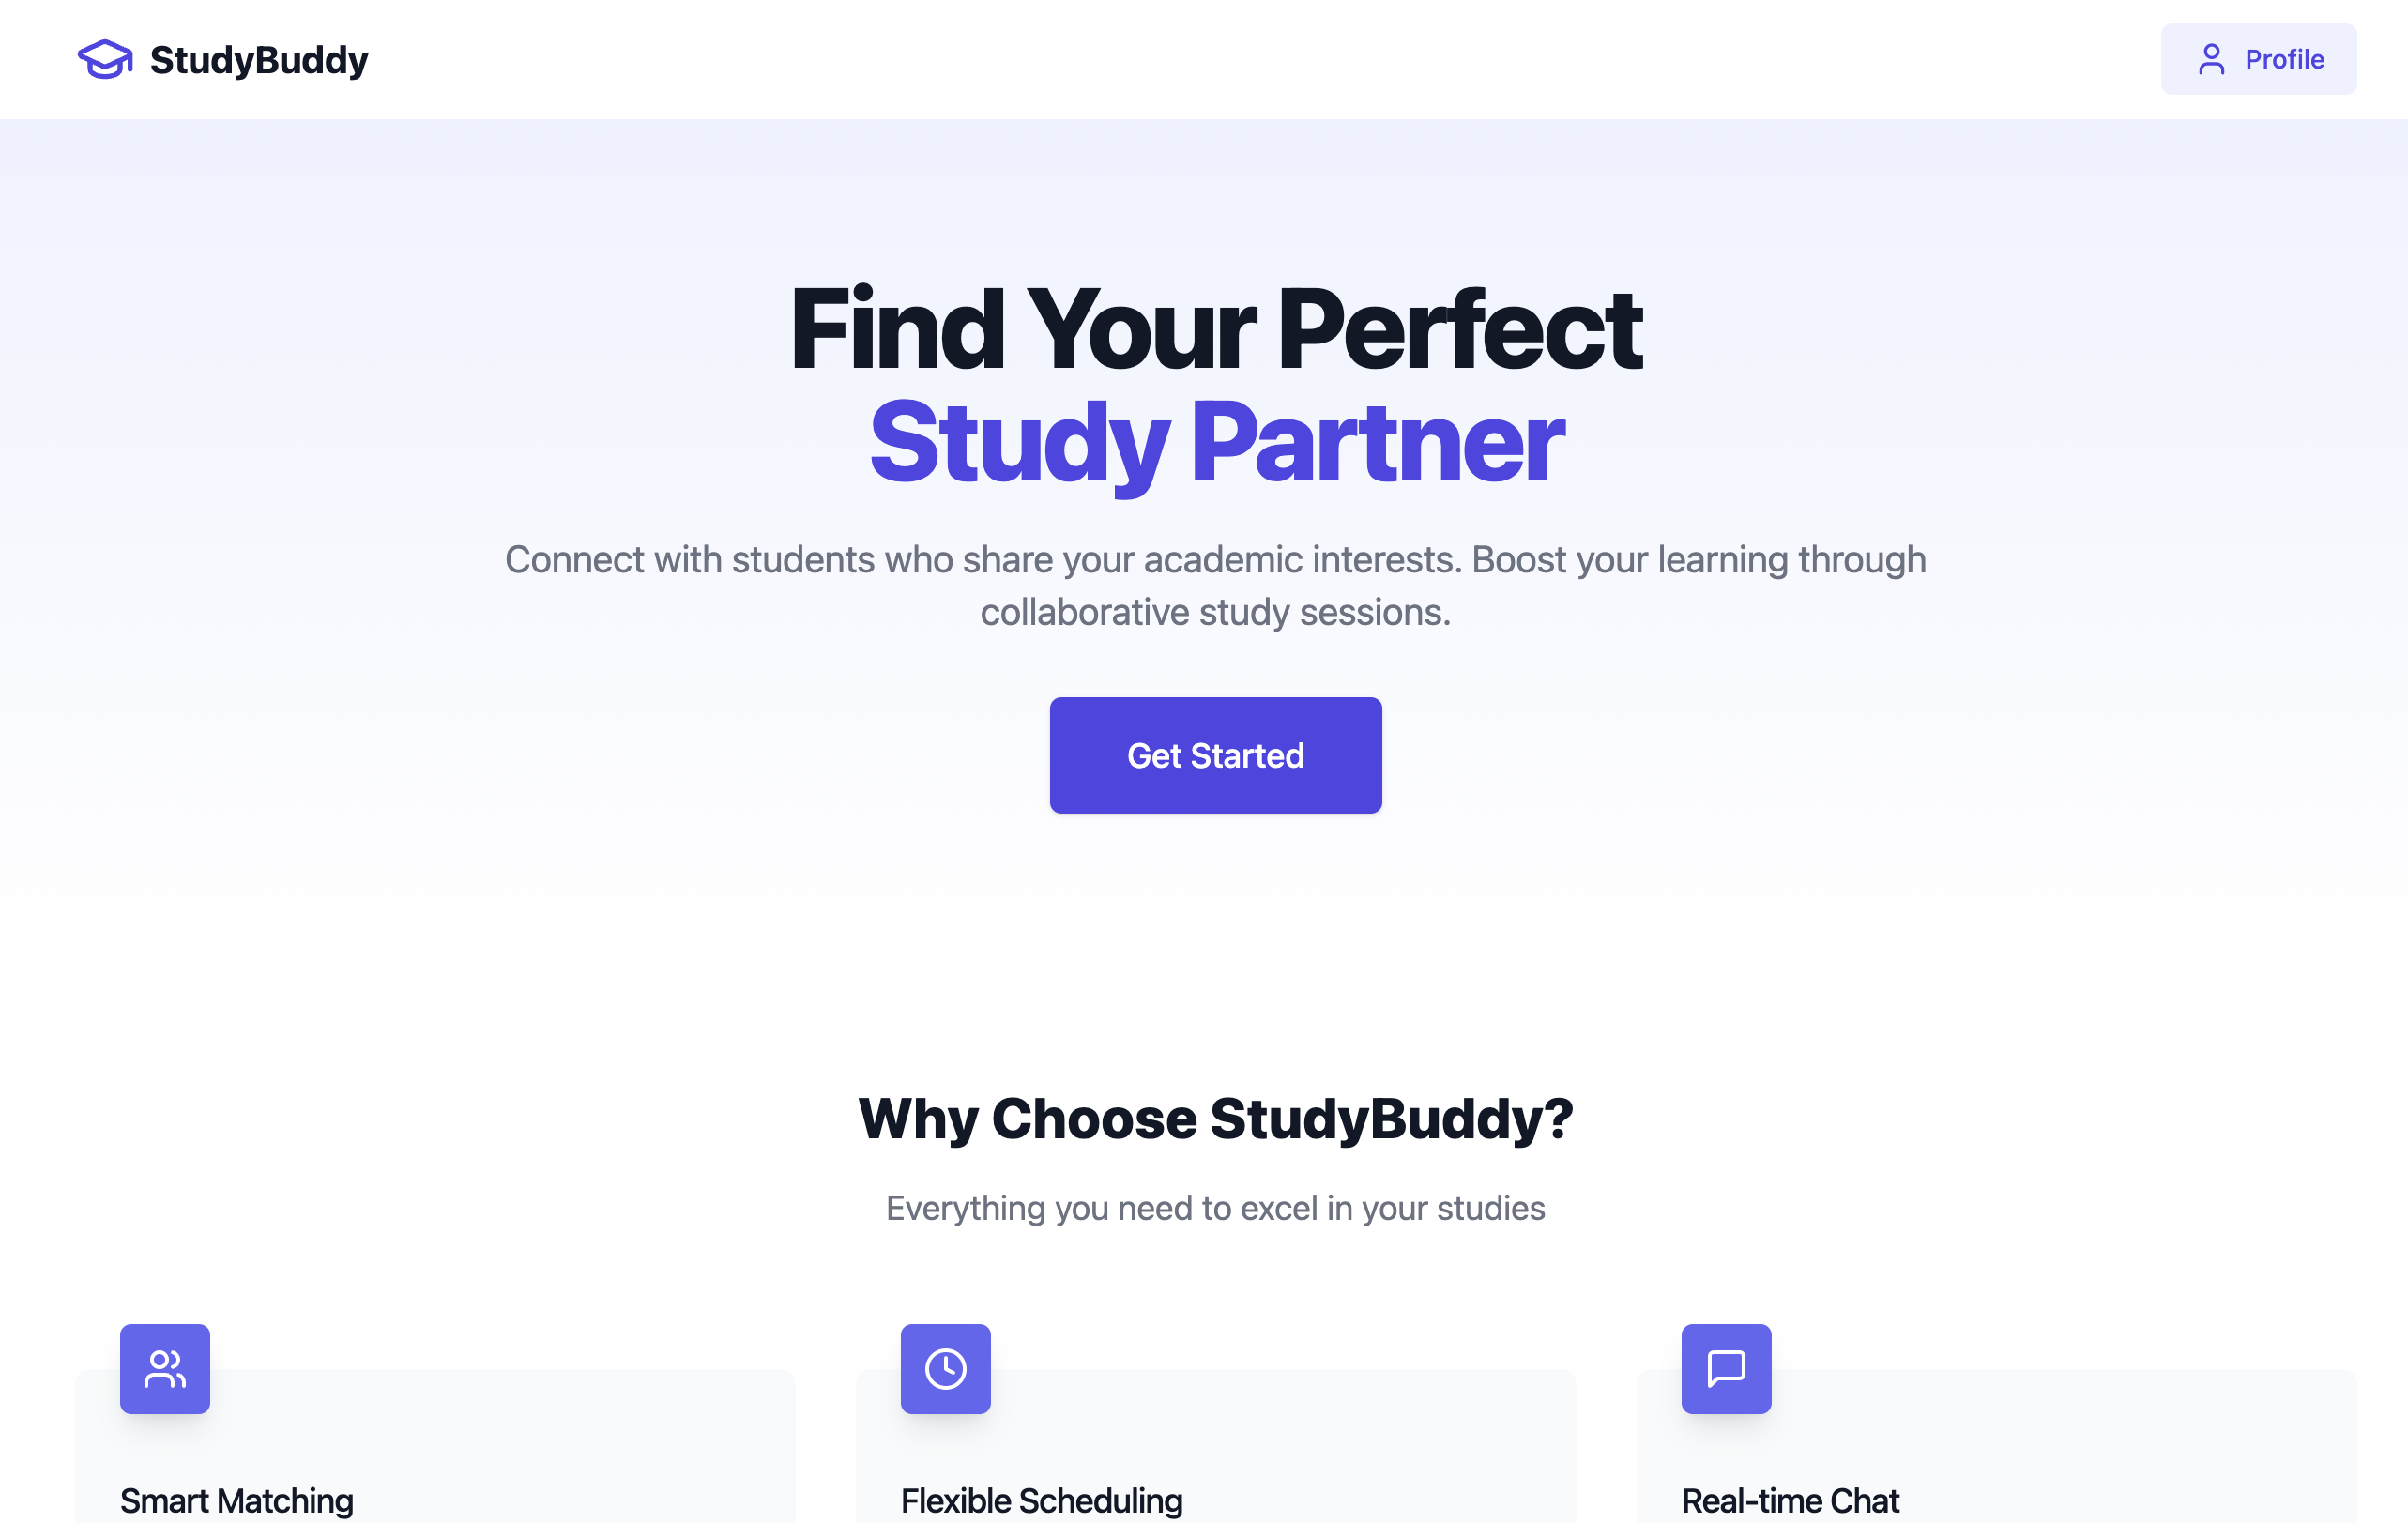 StudyBuddy
Profile
Find Your Perfect
Study Partner
Connect with students who share your academic interests. Boost your learning through
collaborative study sessions.
Get Started
Why Choose StudyBuddy?
Everything you need to excel in your studies
Smart Matching
Flexible Scheduling
Real-time Chat